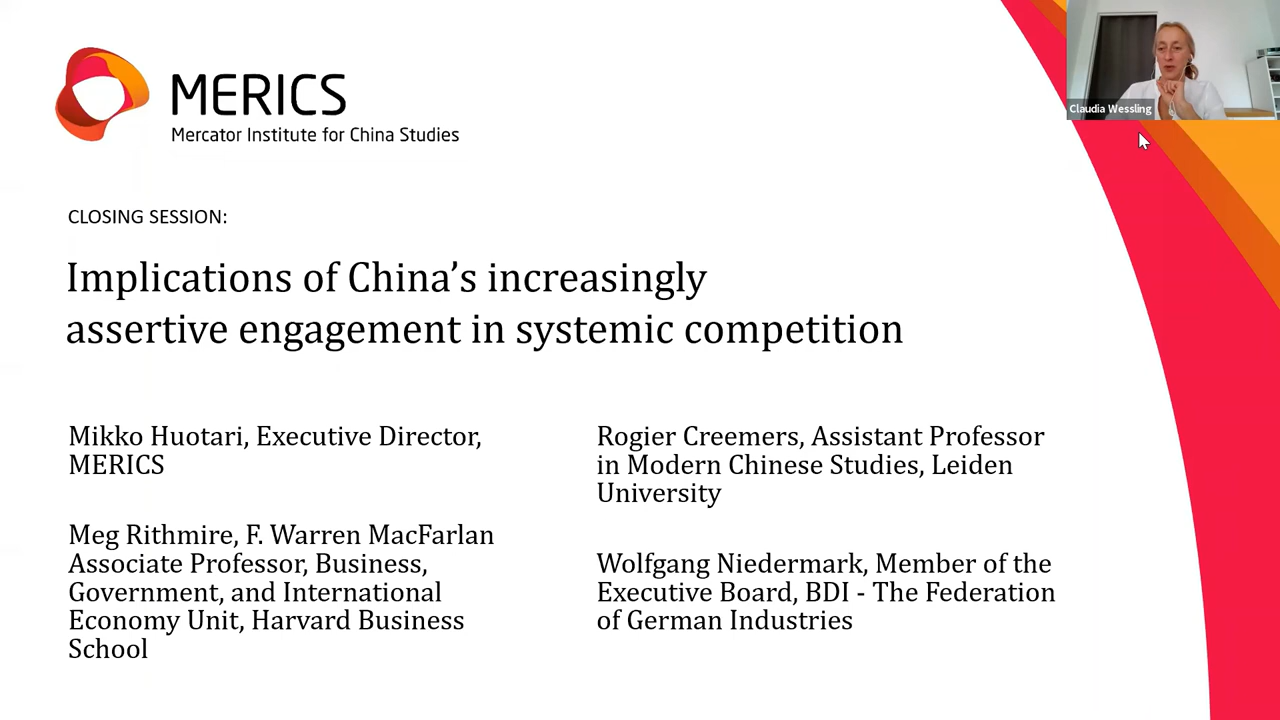 MERICS
Mercator Institute for China Studies
Claudia Wessling
CLOSING SESSION:
Implications of China’s increasingly
assertive engagement in systemic competition
Mikko Huotari, Executive Director,
MERICS
Meg Rithmire, F. Warren MacFarlan
Associate Professor, Business,
Government, and International
Economy Unit, Harvard Business
School
Rogier Creemers, Assistant Professor
in Modern Chinese Studies, Leiden
University
Wolfgang Niedermark, Member of the
Executive Board, BDI - The Federation
of German Industries